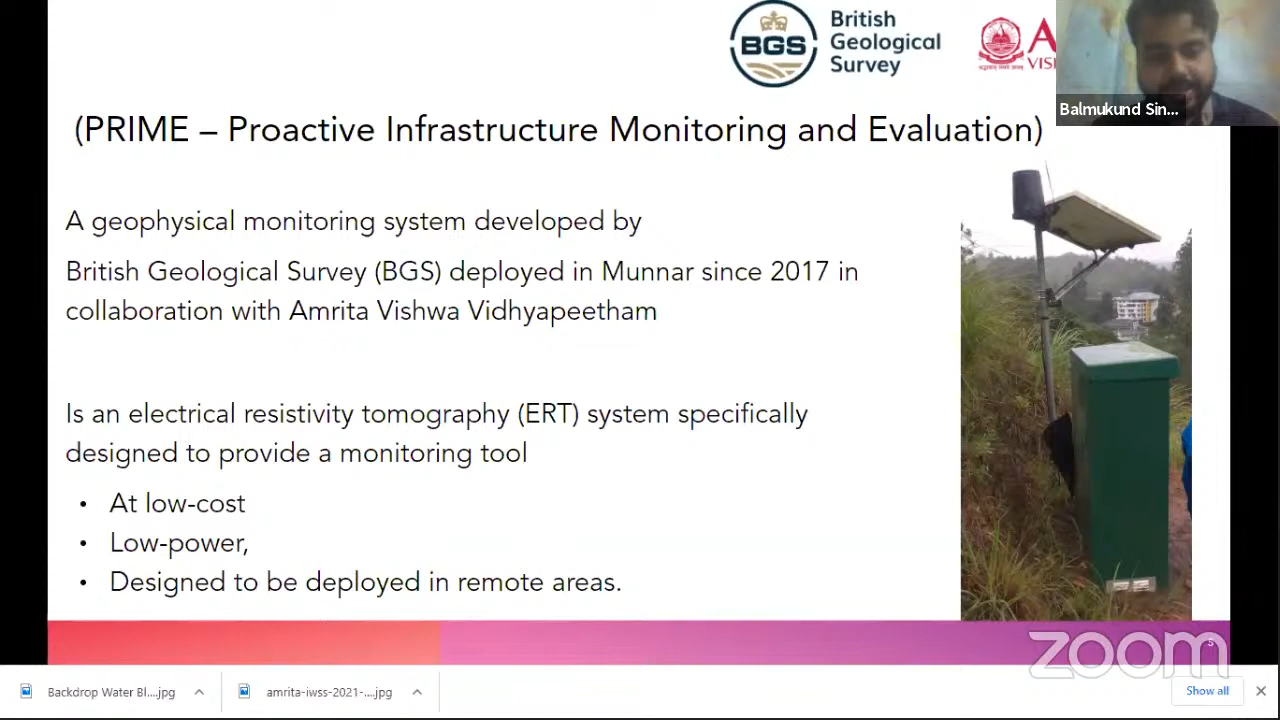 British
Geological
Survey
BGS
Balmukund Sin...
(PRIME – Proactive Infrastructure Monitoring and Evaluation)
A geophysical monitoring system developed by
British Geological Survey (BGS) deployed in Munnar since 2017 in
collaboration with Amrita Vishwa Vidhyapeetham
Is an electrical resistivity tomography (ERT) system specifically
designed to provide a monitoring tool
• At low-cost
• Low-power,
• Designed to be deployed in remote areas.
5
zoom
Backdrop Water Bl....jpg
amrita-iwss-2021-....jpg
Show all